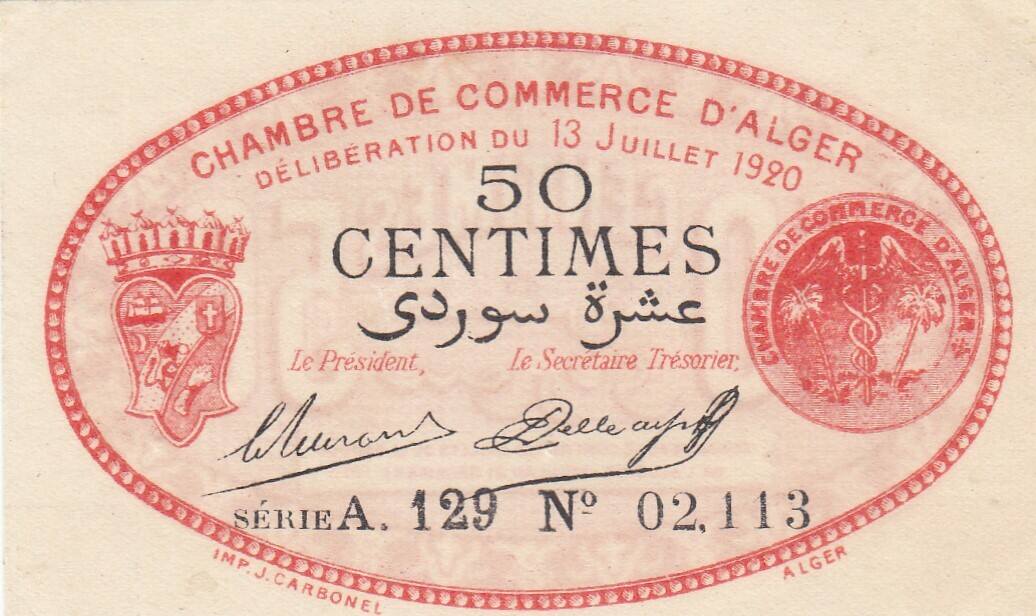 CHAMBRE DE COMMERCE D'ALGER
DÉLIBÉRATION DU 13 JUILLET 1920
50
CENTIMES
عشرة سوردي
CHAMBRE DE COMMERCE D'ALGER
Le Président, Le Secrétaire Trésorier,
SÉRIE A. 129 Nº 02,113
IMP. J. CARBONEL ALGER